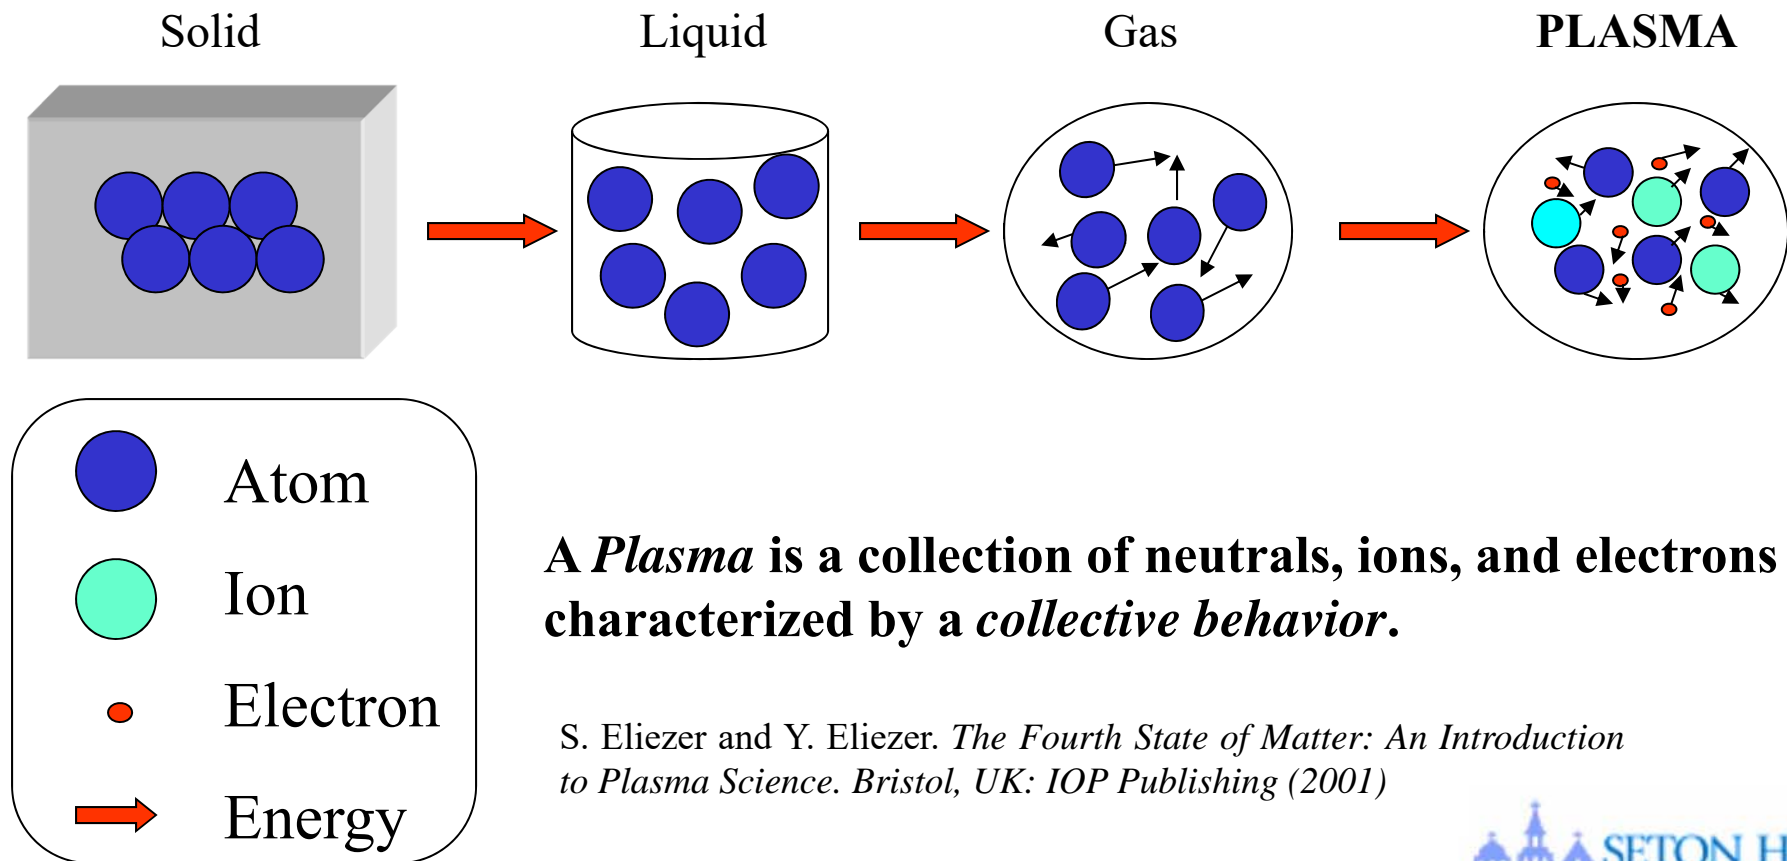 Solid
Liquid
Gas
PLASMA
Atom
Ion
Electron
Energy
A Plasma is a collection of neutrals, ions, and electrons
characterized by a collective behavior.
S. Eliezer and Y. Eliezer. The Fourth State of Matter: An Introduction
to Plasma Science. Bristol, UK: IOP Publishing (2001)
SETON H